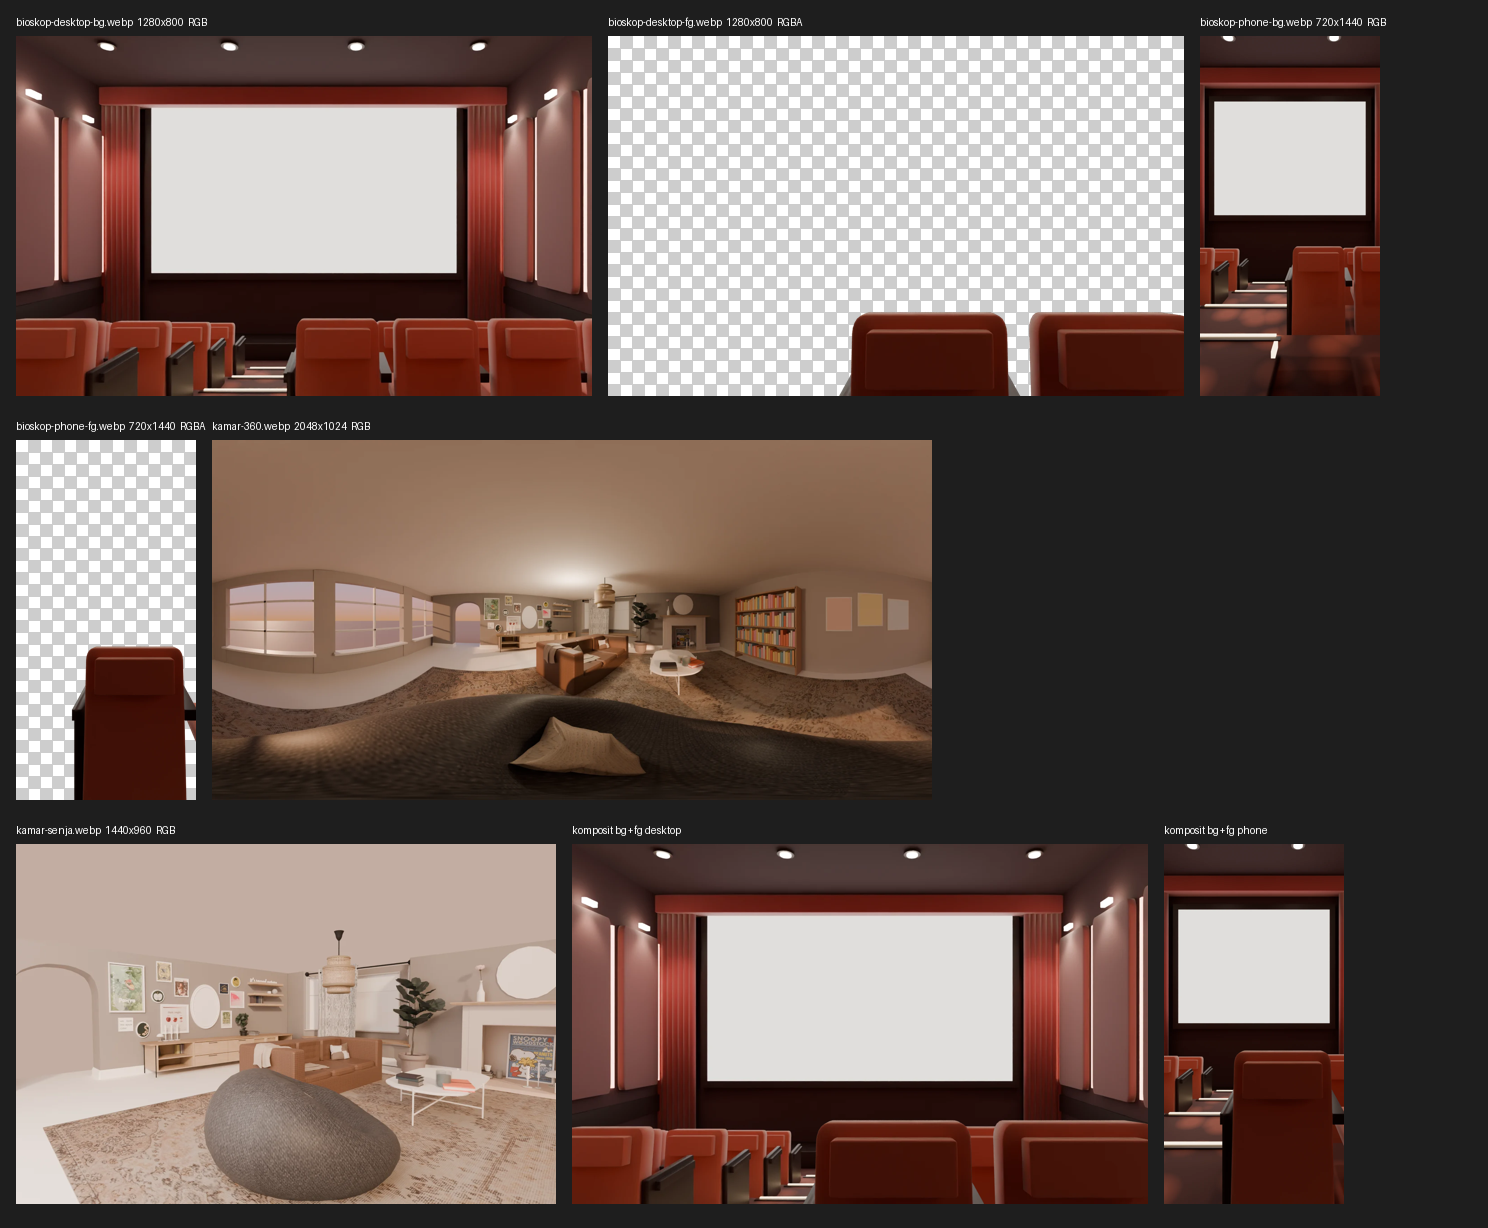 bioskop-desktop-bg.webp 1280x800 RGB
bioskop-desktop-fg.webp 1280x800 RGBA
bioskop-phone-bg.webp 720x1440 RGB
bioskop-phone-fg.webp 720x1440 RGBA
kamar-360.webp 2048x1024 RGB
kamar-senja.webp 1440x960 RGB
komposit bg+fg desktop
komposit bg+fg phone
SNOOPY
WOODSTOCK